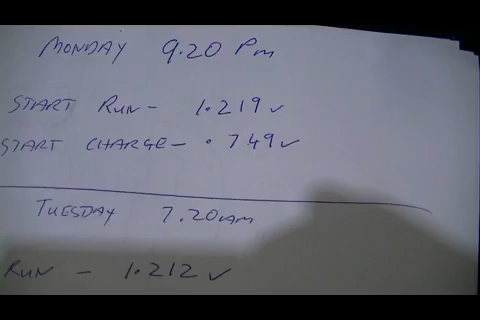 MONDAY 9.20 Pm
START RUN- 1.219v
START CHARGE- .749v
TUESDAY 7.20am
RUN - 1.212v